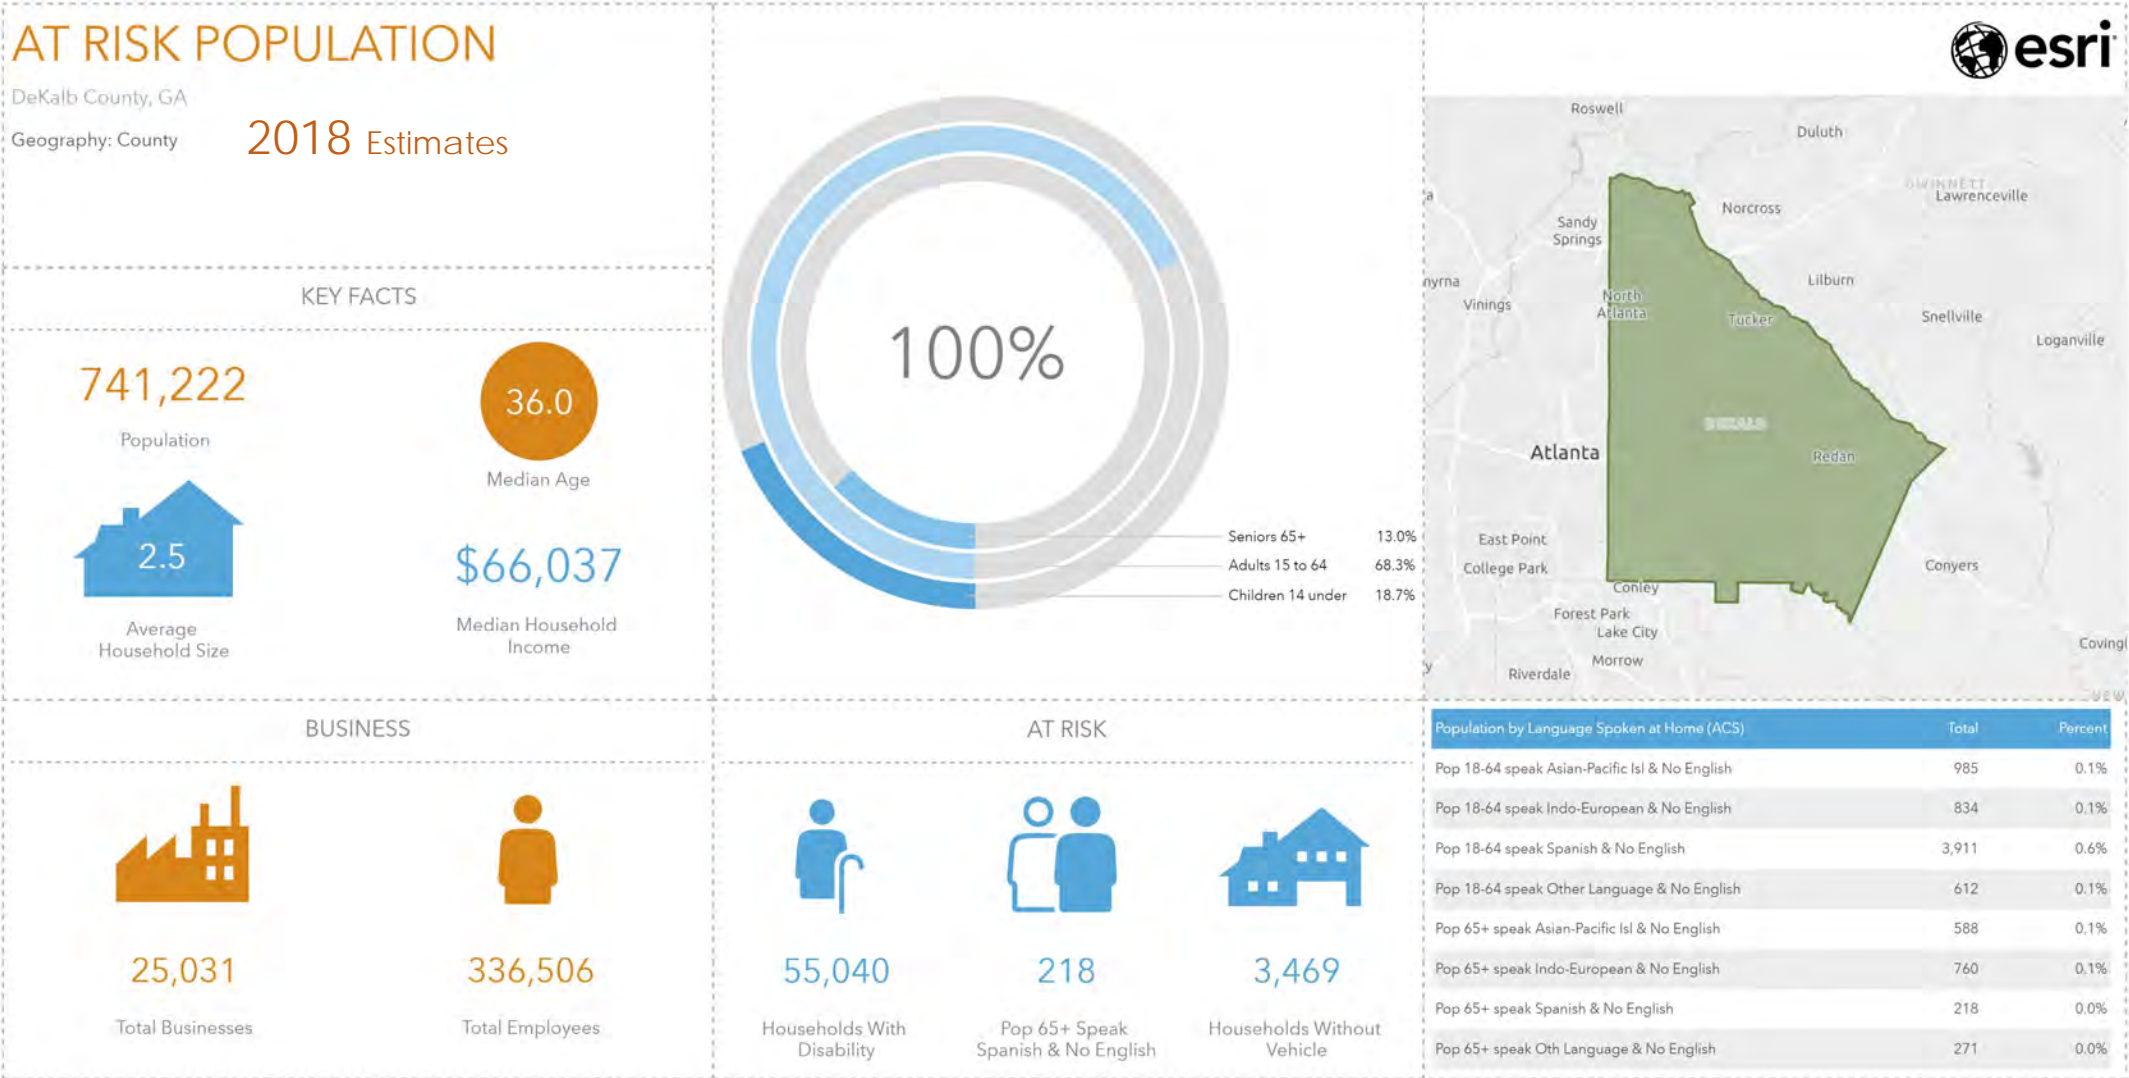 AT RISK POPULATION
DeKalb County, GA
Geography: County
2018 Estimates
KEY FACTS
741,222
Population
36.0
Median Age
2.5
Average
Household Size
$66,037
Median Household
Income
100%
Seniors 65+ 13.0%
Adults 15 to 64 68.3%
Children 14 under 18.7%
esri
Roswell
Duluth
GWINNETT
Lawrenceville
Norcross
Sandy
Springs
Lilburn
Vinings
North
Atlanta
Tucker
Snellville
Loganville
DEKALB
Atlanta
Redan
East Point
College Park
Conyers
Conley
Forest Park
Lake City
Morrow
Riverdale
BUSINESS
25,031
Total Businesses
336,506
Total Employees
AT RISK
55,040
Households With
Disability
218
Pop 65+ Speak
Spanish & No English
3,469
Households Without
Vehicle
Population by Language Spoken at Home (ACS) Total Percent
Pop 18-64 speak Asian-Pacific Isl & No English 985 0.1%
Pop 18-64 speak Indo-European & No English 834 0.1%
Pop 18-64 speak Spanish & No English 3,911 0.6%
Pop 18-64 speak Other Language & No English 612 0.1%
Pop 65+ speak Asian-Pacific Isl & No English 588 0.1%
Pop 65+ speak Indo-European & No English 760 0.1%
Pop 65+ speak Spanish & No English 218 0.0%
Pop 65+ speak Oth Language & No English 271 0.0%